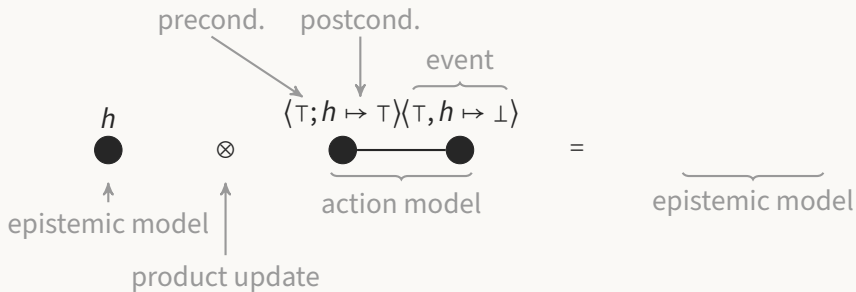 precond. postcond.
event
h ⟨⊤; h ↦ ⊤⟩⟨⊤, h ↦ ⊥⟩
⊗ =
epistemic model action model epistemic model
product update